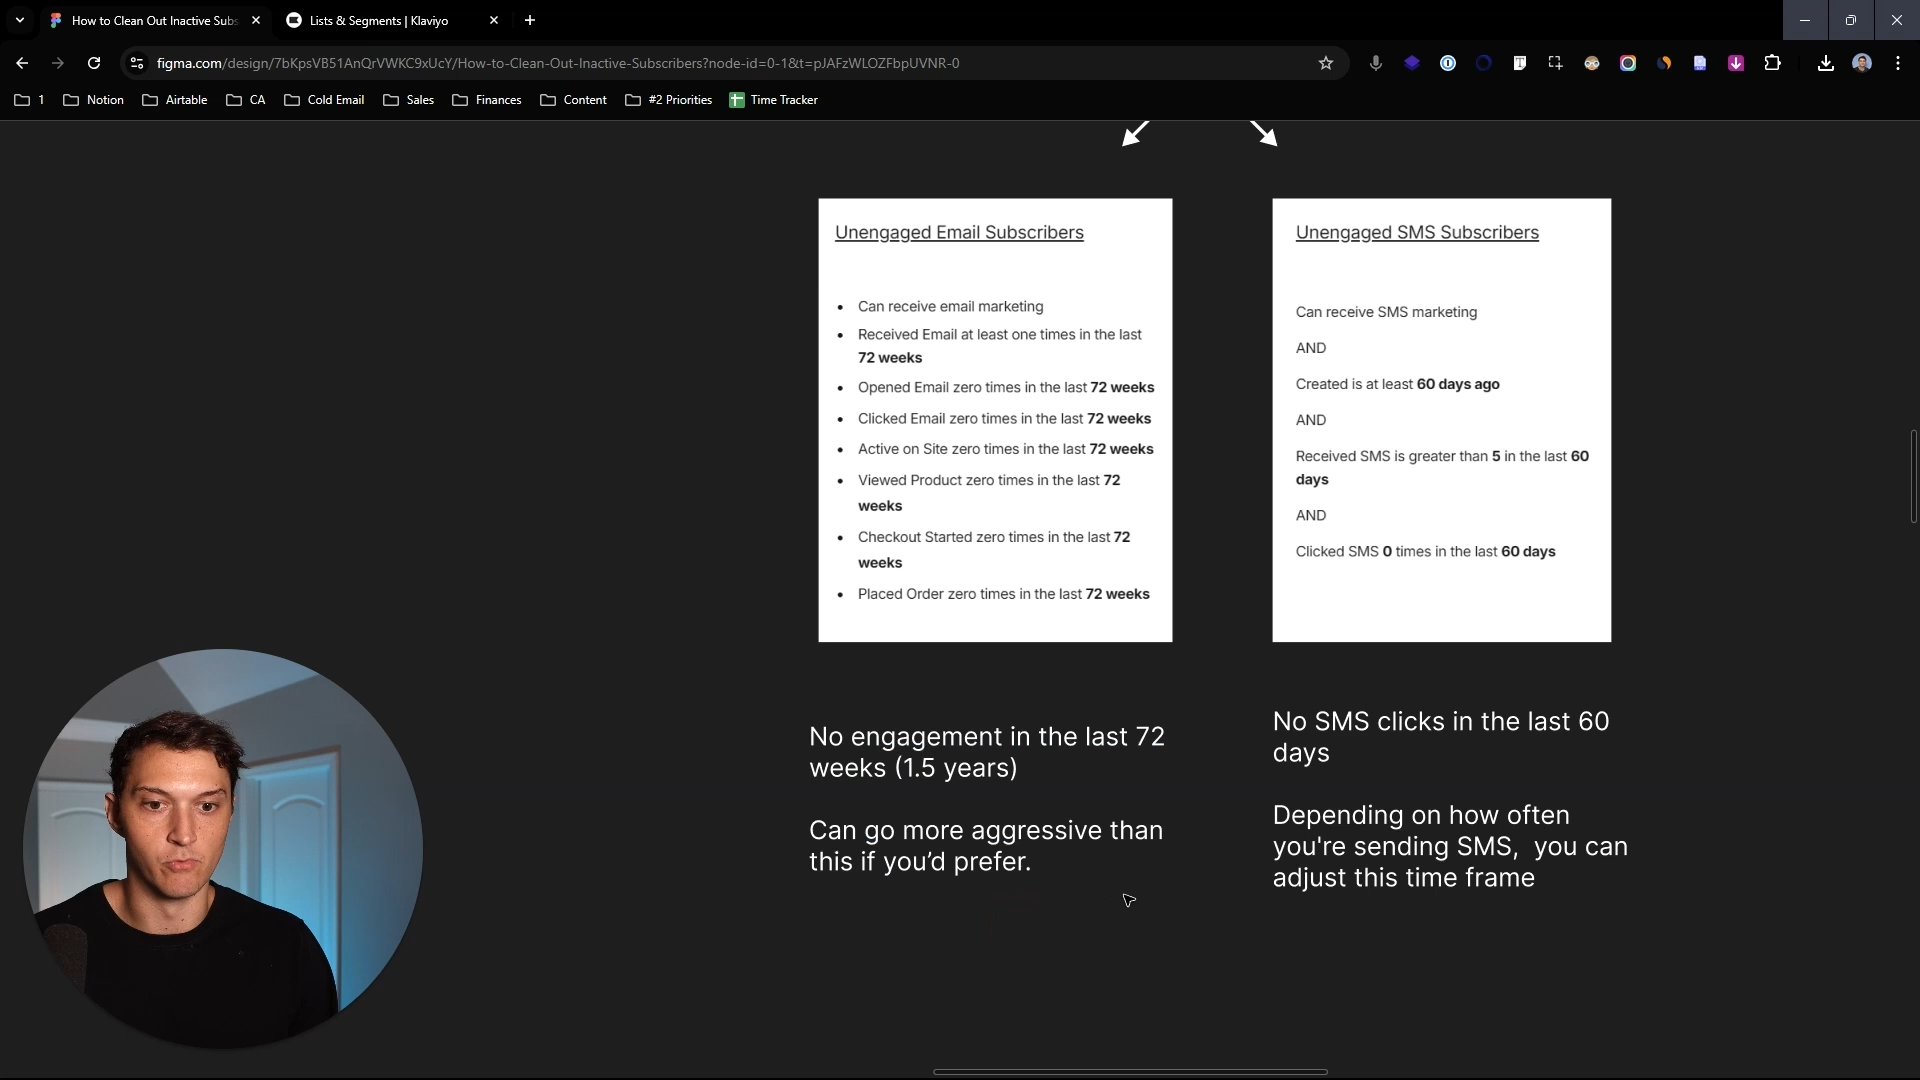 How to Clean Out Inactive Subs
Lists & Segments | Klaviyo
figma.com/design/7bKpsVB51AnQrVWKC9xUcY/How-to-Clean-Out-Inactive-Subscribers?node-id=0-1&t=pJAFzWLOZFbpUVNR-0
1
Notion
Airtable
CA
Cold Email
Sales
Finances
Content
#2 Priorities
Time Tracker
Unengaged Email Subscribers
• Can receive email marketing
• Received Email at least one times in the last
72 weeks
• Opened Email zero times in the last 72 weeks
• Clicked Email zero times in the last 72 weeks
• Active on Site zero times in the last 72 weeks
• Viewed Product zero times in the last 72
weeks
• Checkout Started zero times in the last 72
weeks
• Placed Order zero times in the last 72 weeks
No engagement in the last 72
weeks (1.5 years)
Can go more aggressive than
this if you’d prefer.
Unengaged SMS Subscribers
Can receive SMS marketing
AND
Created is at least 60 days ago
AND
Received SMS is greater than 5 in the last 60
days
AND
Clicked SMS 0 times in the last 60 days
No SMS clicks in the last 60
days
Depending on how often
you're sending SMS, you can
adjust this time frame